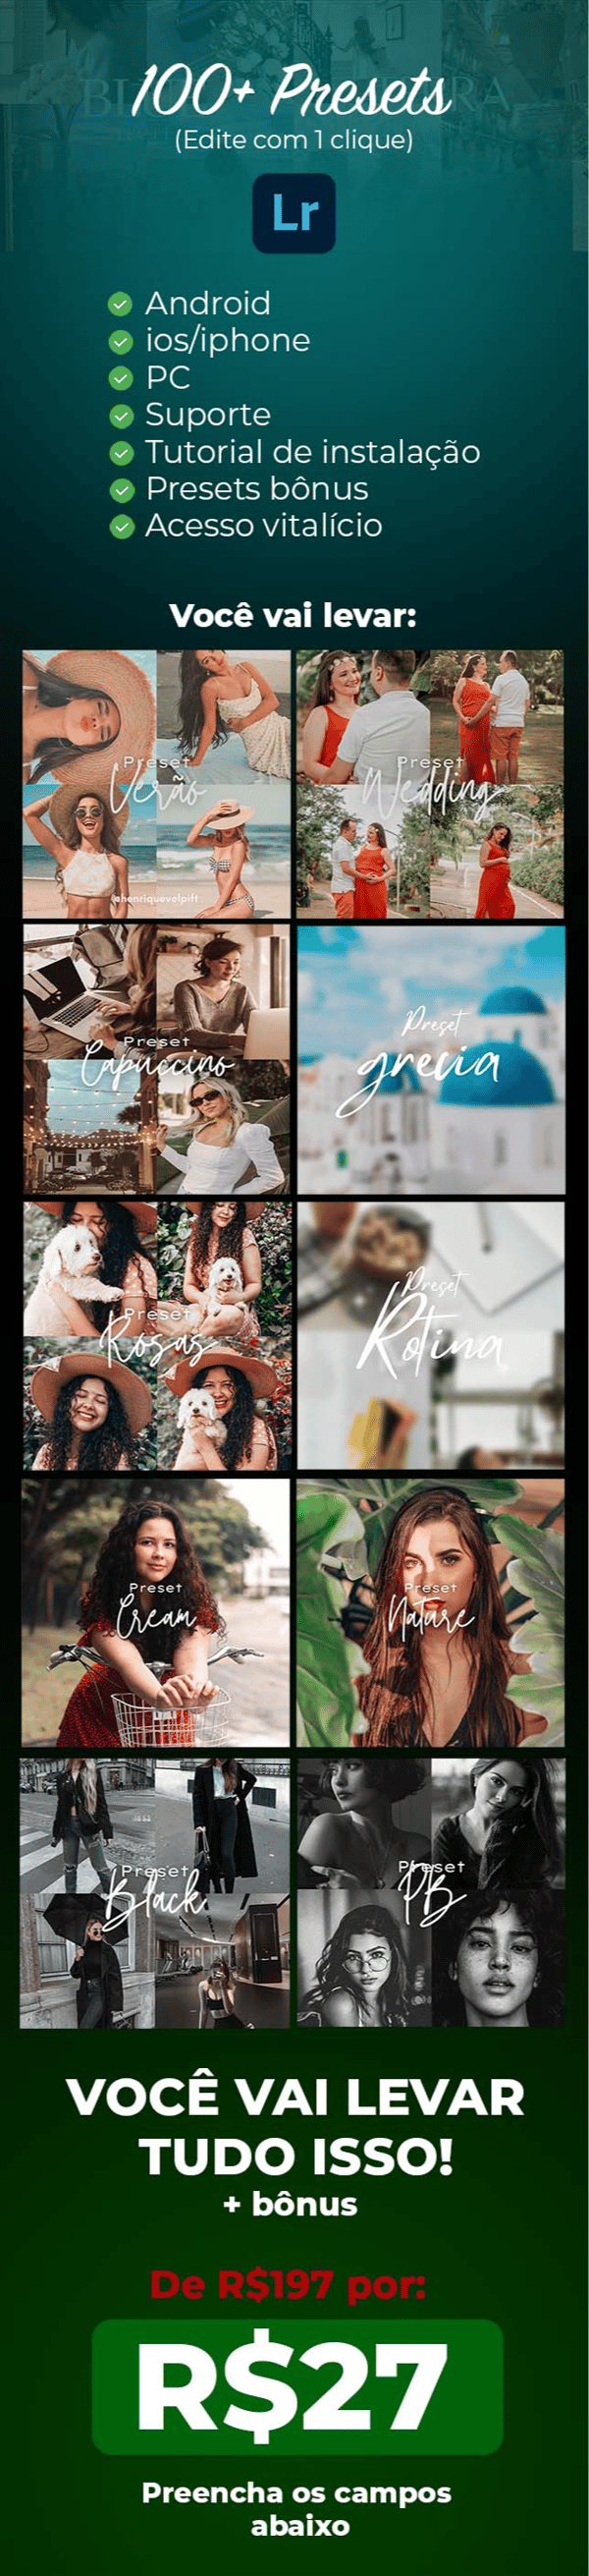 100+ Presets
(Edite com 1 clique)
Lr
Android
ios/iphone
PC
Suporte
Tutorial de instalação
Presets bônus
Acesso vitalício
Você vai levar:
Preset
Verão
@henriquevolpift
Preset
Wedding
Preset
Capuccino
Preset
grecia
Preset
Rosas
Preset
Rotina
Preset
Cream
Preset
Nature
Preset
Black
Preset
PB
VOCÊ VAI LEVAR
TUDO ISSO!
+ bônus
De R$197 por:
R$27
Preencha os campos
abaixo